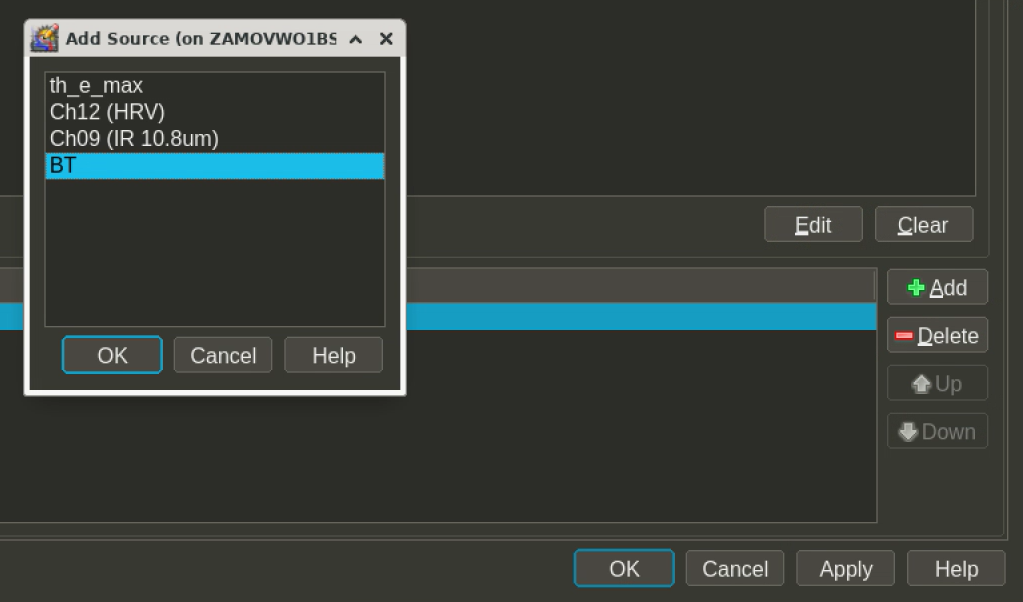 Add Source (on ZAMOVWO1BS
th_e_max
Ch12 (HRV)
Ch09 (IR 10.8um)
BT
OK Cancel Help
Edit Clear
Add
Delete
Up
Down
OK Cancel Apply Help